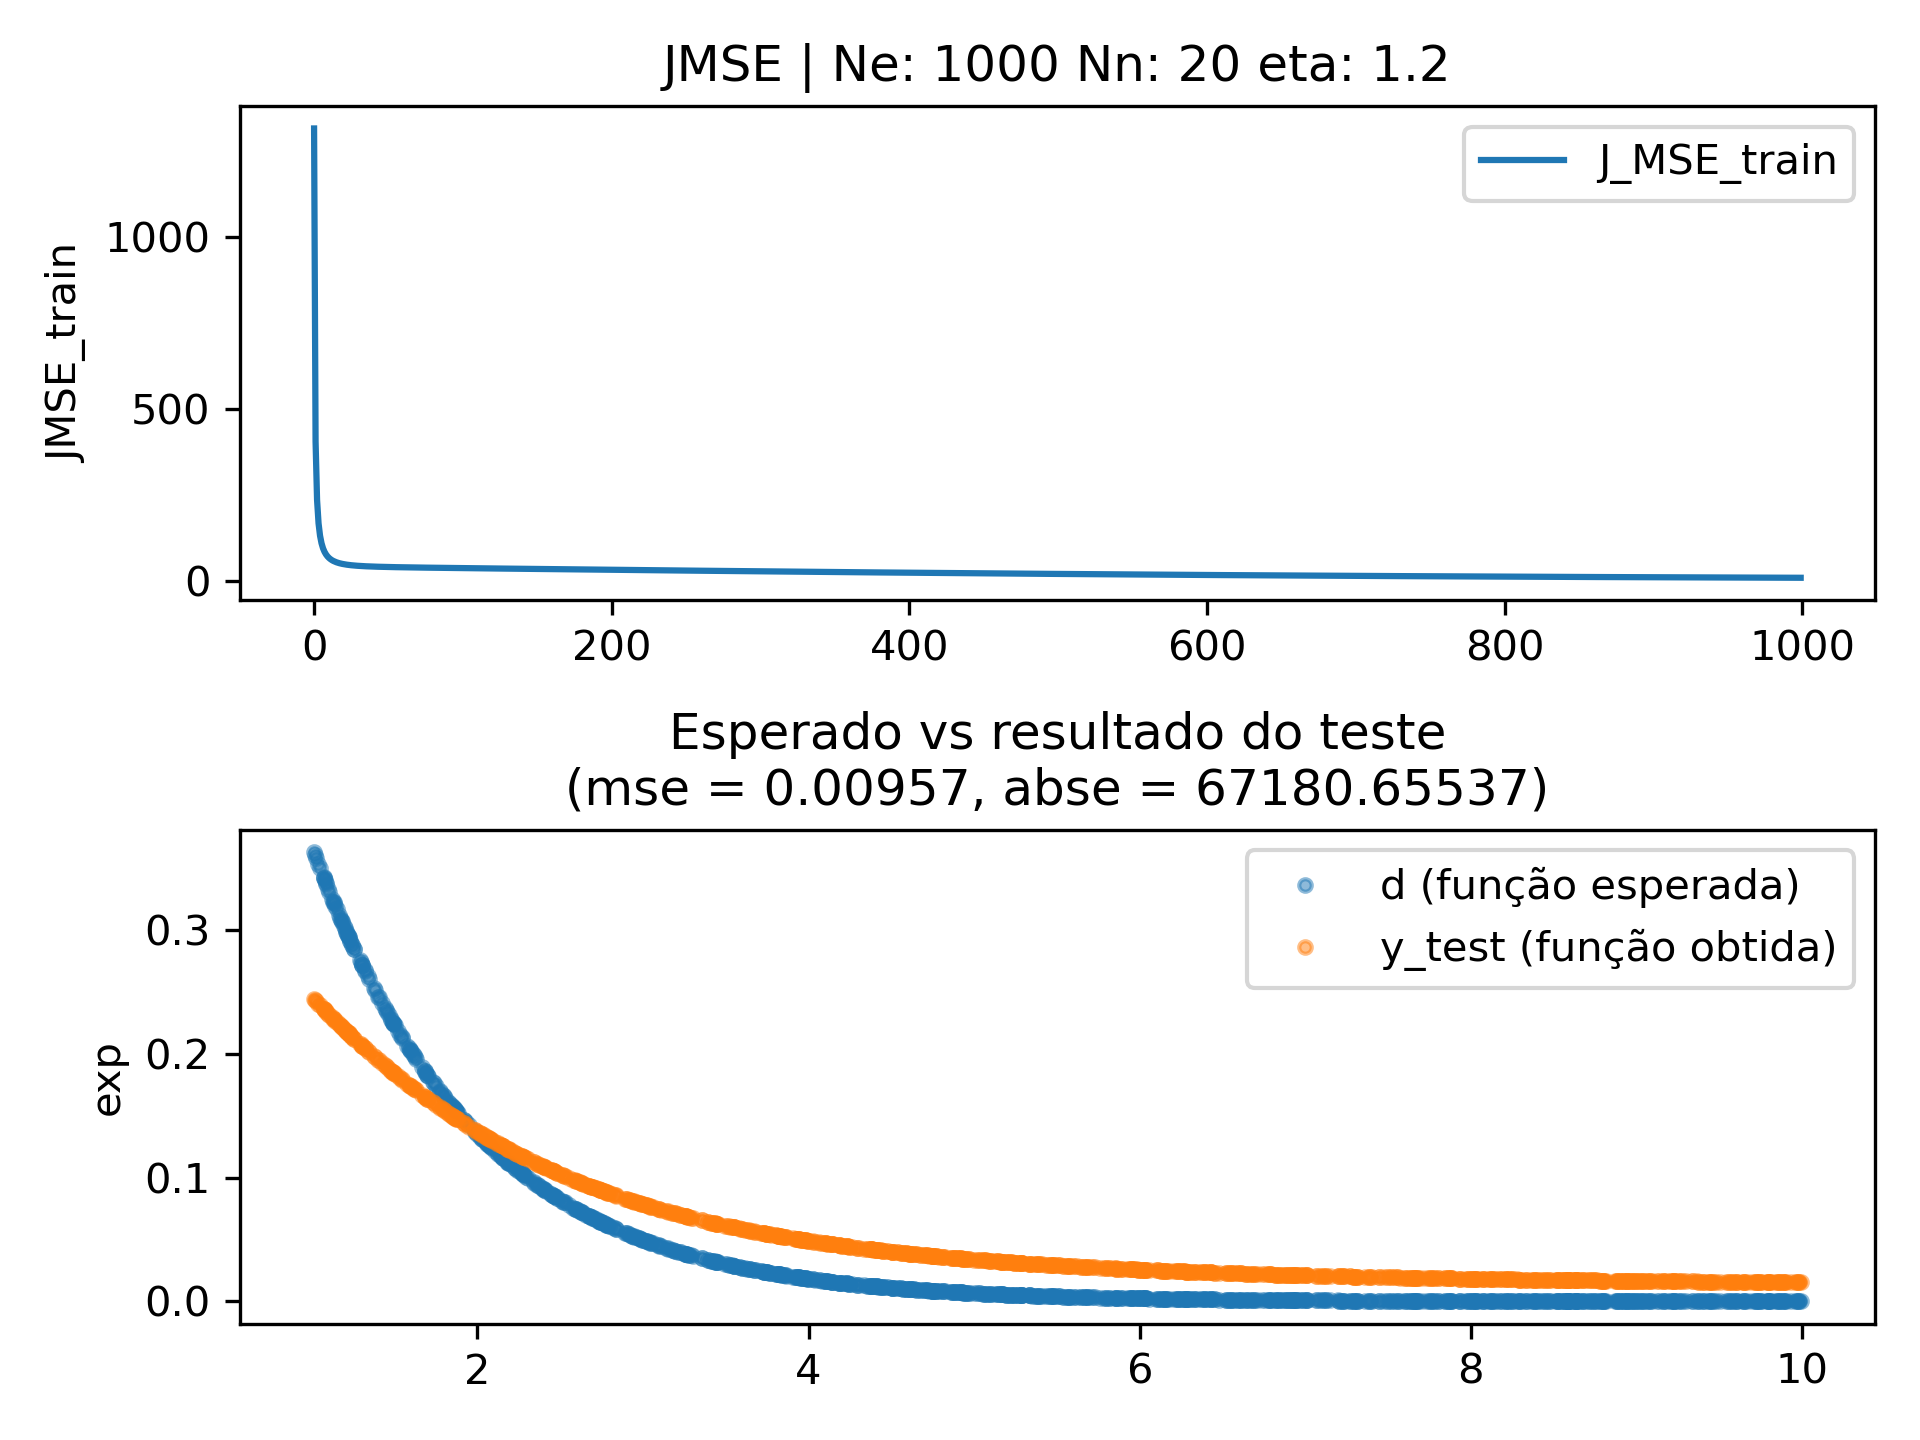 JMSE | Ne: 1000 Nn: 20 eta: 1.2
J_MSE_train
JMSE_train
1000
500
0
0 200 400 600 800 1000
Esperado vs resultado do teste
(mse = 0.00957, abse = 67180.65537)
d (função esperada)
y_test (função obtida)
exp
0.3
0.2
0.1
0.0
2 4 6 8 10